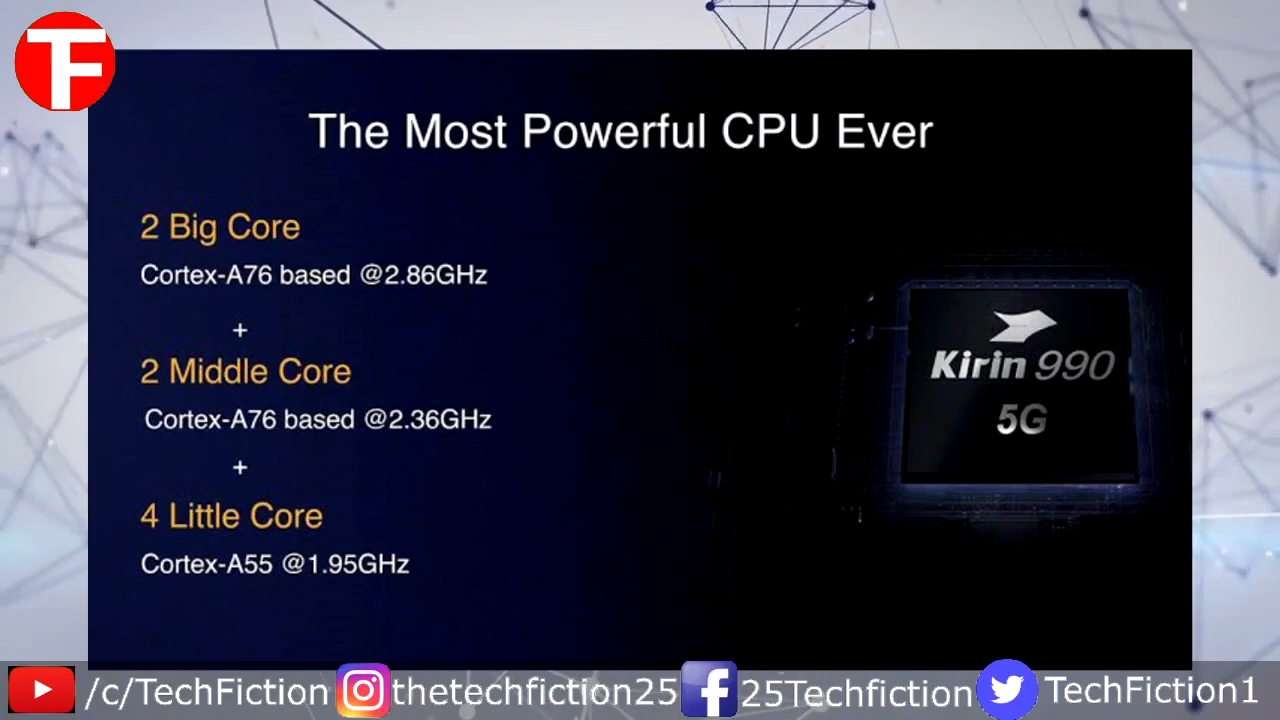 TF
The Most Powerful CPU Ever
2 Big Core
Cortex-A76 based @2.86GHz
+
2 Middle Core
Cortex-A76 based @2.36GHz
+
4 Little Core
Cortex-A55 @1.95GHz
Kirin 990
5G
/c/TechFiction thetechfiction25 25Techfiction TechFiction1